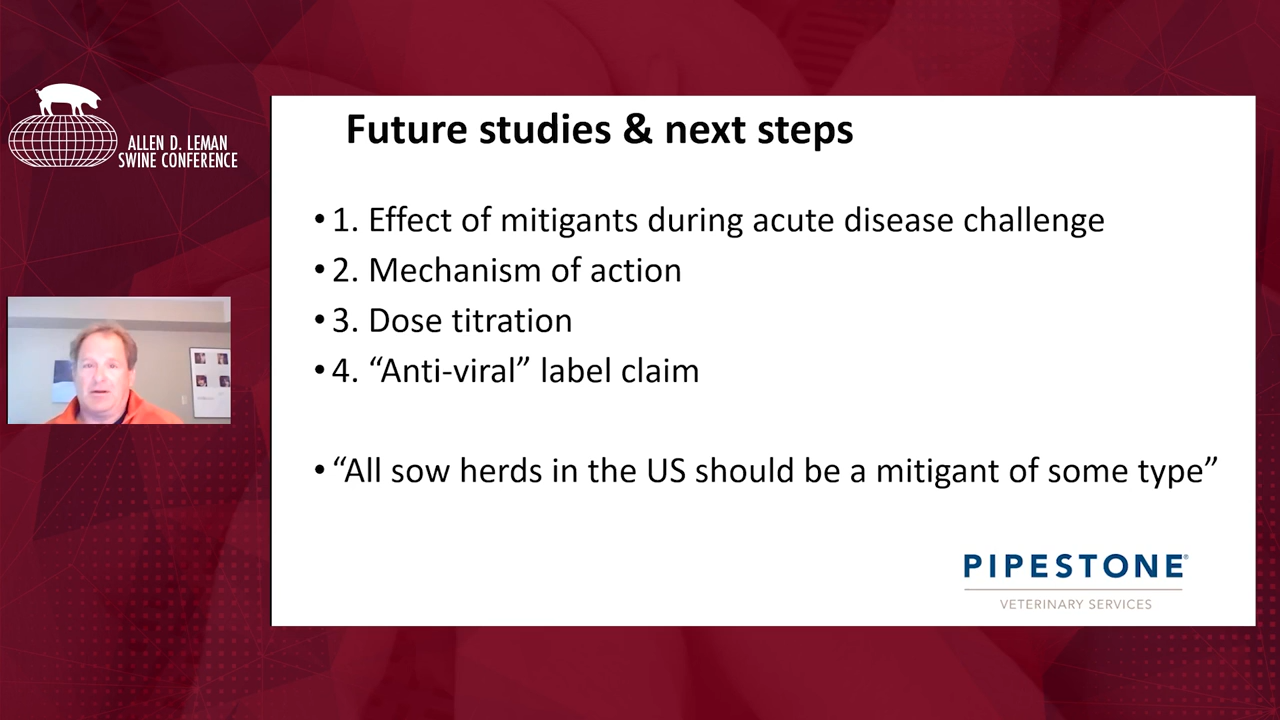 ALLEN D. LEMAN
SWINE CONFERENCE
Future studies & next steps
• 1. Effect of mitigants during acute disease challenge
• 2. Mechanism of action
• 3. Dose titration
• 4. “Anti-viral” label claim
• “All sow herds in the US should be a mitigant of some type”
PIPESTONE®
VETERINARY SERVICES